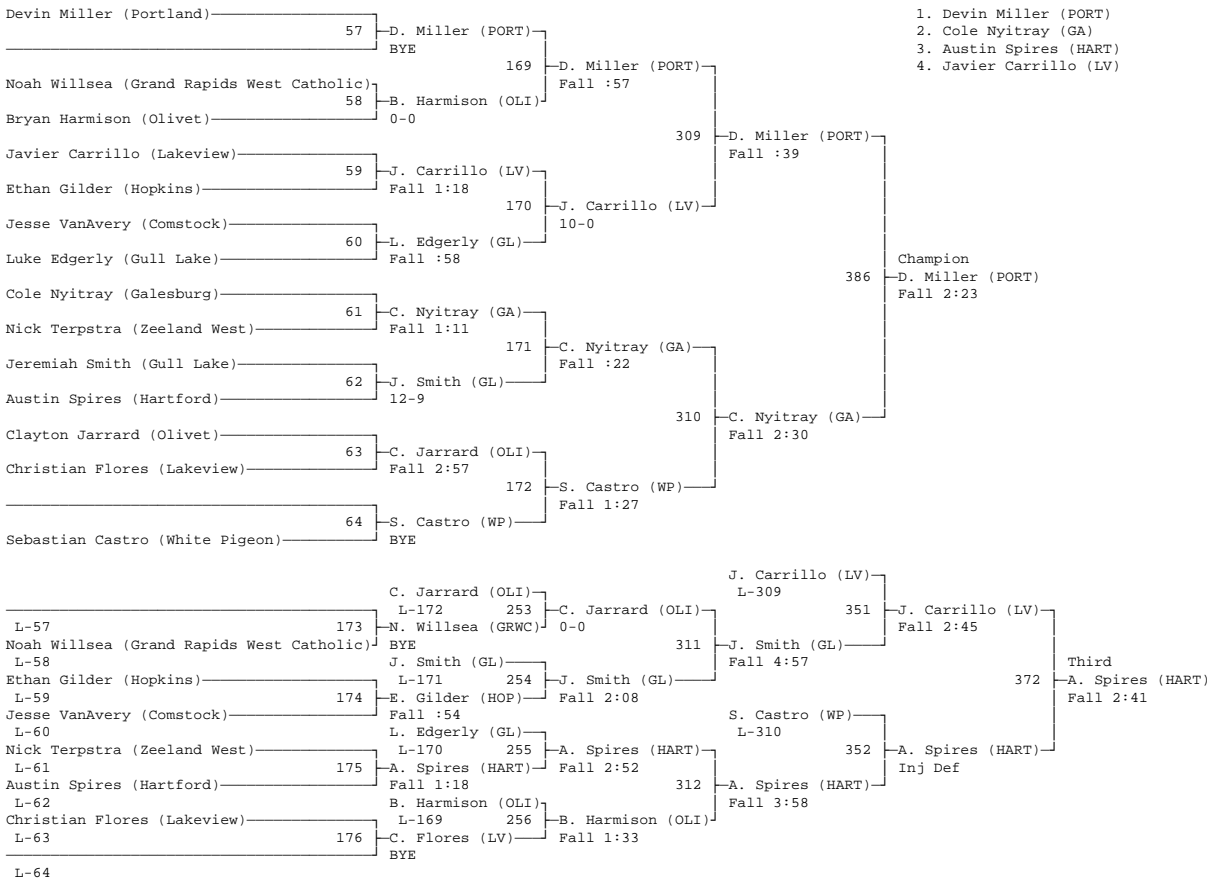 Devin Miller (Portland)
1. Devin Miller (PORT)
57 D. Miller (PORT)
2. Cole Nyitray (GA)
BYE
3. Austin Spires (HART)
169 D. Miller (PORT)
4. Javier Carrillo (LV)
Noah Willsea (Grand Rapids West Catholic)
Fall :57
58 B. Harmison (OLI)
Bryan Harmison (Olivet)
0-0
309 D. Miller (PORT)
Javier Carrillo (Lakeview)
Fall :39
59 J. Carrillo (LV)
Ethan Gilder (Hopkins)
Fall 1:18
170 J. Carrillo (LV)
Jesse VanAvery (Comstock)
10-0
60 L. Edgerly (GL)
Luke Edgerly (Gull Lake)
Fall :58
Champion
386 D. Miller (PORT)
Cole Nyitray (Galesburg)
Fall 2:23
61 C. Nyitray (GA)
Nick Terpstra (Zeeland West)
Fall 1:11
171 C. Nyitray (GA)
Jeremiah Smith (Gull Lake)
Fall :22
62 J. Smith (GL)
Austin Spires (Hartford)
12-9
310 C. Nyitray (GA)
Clayton Jarrard (Olivet)
Fall 2:30
63 C. Jarrard (OLI)
Christian Flores (Lakeview)
Fall 2:57
172 S. Castro (WP)
Fall 1:27
64 S. Castro (WP)
Sebastian Castro (White Pigeon)
BYE
J. Carrillo (LV)
C. Jarrard (OLI)
L-309
L-172 253 C. Jarrard (OLI)
351 J. Carrillo (LV)
L-57 173 N. Willsea (GRWC)
0-0
Fall 2:45
Noah Willsea (Grand Rapids West Catholic)
BYE
311 J. Smith (GL)
L-58
J. Smith (GL)
Fall 4:57
Third
Ethan Gilder (Hopkins)
L-171 254 J. Smith (GL)
372 A. Spires (HART)
L-59 174 E. Gilder (HOP)
Fall 2:08
Fall 2:41
Jesse VanAvery (Comstock)
Fall :54
S. Castro (WP)
L-60
L. Edgerly (GL)
L-310
Nick Terpstra (Zeeland West)
L-170 255 A. Spires (HART)
352 A. Spires (HART)
L-61 175 A. Spires (HART)
Fall 2:52
Inj Def
Austin Spires (Hartford)
Fall 1:18
312 A. Spires (HART)
L-62
B. Harmison (OLI)
Fall 3:58
Christian Flores (Lakeview)
L-169 256 B. Harmison (OLI)
L-63 176 C. Flores (LV)
Fall 1:33
BYE
L-64